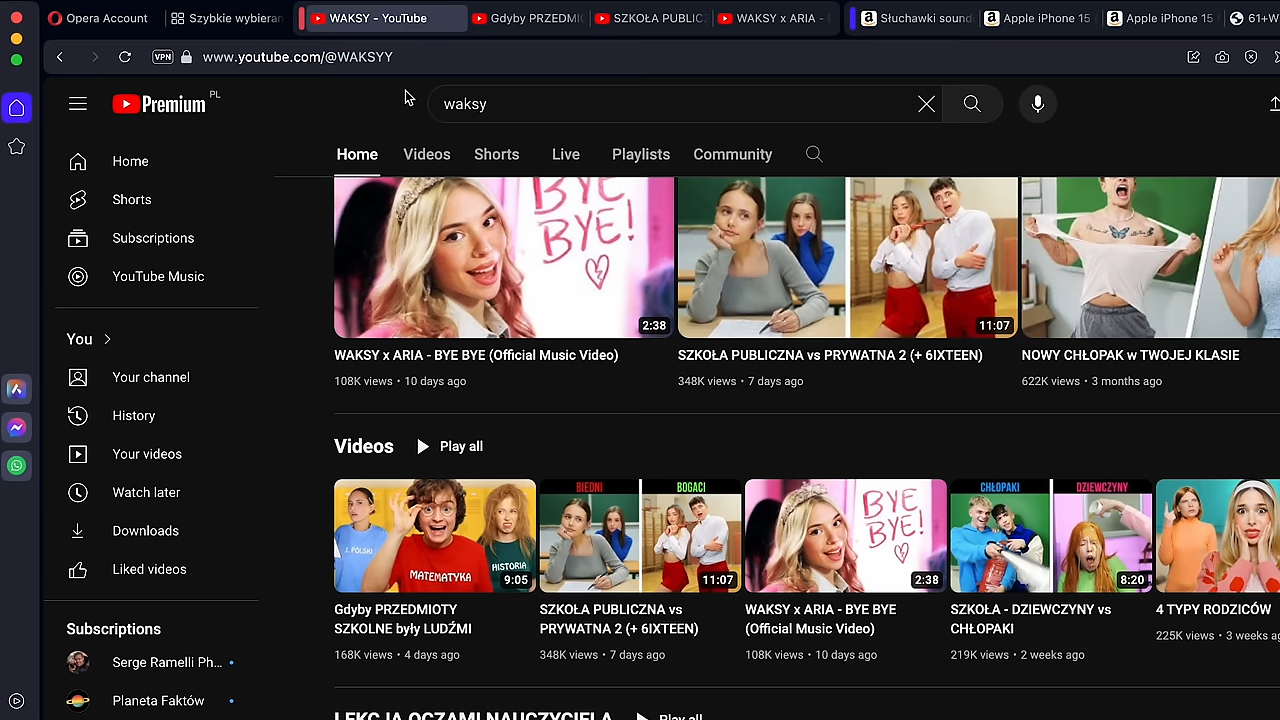 Opera Account
Szybkie wybieran
WAKSY - YouTube
Gdyby PRZEDMI
SZKOŁA PUBLIC
WAKSY x ARIA -
Słuchawki sound
Apple iPhone 15
Apple iPhone 15
61+W
VPN
www.youtube.com/@WAKSYY
Premium PL
waksy
Home
Videos
Shorts
Live
Playlists
Community
Home
Shorts
Subscriptions
YouTube Music
You
Your channel
History
Your videos
Watch later
Downloads
Liked videos
Subscriptions
Serge Ramelli Ph...
Planeta Faktów
BYE
BYE!
2:38
11:07
WAKSY x ARIA - BYE BYE (Official Music Video)
108K views • 10 days ago
SZKOŁA PUBLICZNA vs PRYWATNA 2 (+ 6IXTEEN)
348K views • 7 days ago
NOWY CHŁOPAK w TWOJEJ KLASIE
622K views • 3 months ago
Videos
Play all
J. POLSKI
MATEMATYKA
HISTORIA
9:05
Gdyby PRZEDMIOTY
SZKOLNE były LUDŹMI
168K views • 4 days ago
BIEDNI
BOGACI
11:07
SZKOŁA PUBLICZNA vs
PRYWATNA 2 (+ 6IXTEEN)
348K views • 7 days ago
BYE
BYE!
2:38
WAKSY x ARIA - BYE BYE
(Official Music Video)
108K views • 10 days ago
CHŁOPAKI
DZIEWCZYNY
8:20
SZKOŁA - DZIEWCZYNY vs
CHŁOPAKI
219K views • 2 weeks ago
4 TYPY RODZICÓW
225K views • 3 weeks ag
LEKCJA OCZAMI NAUCZYCIELA
Play all